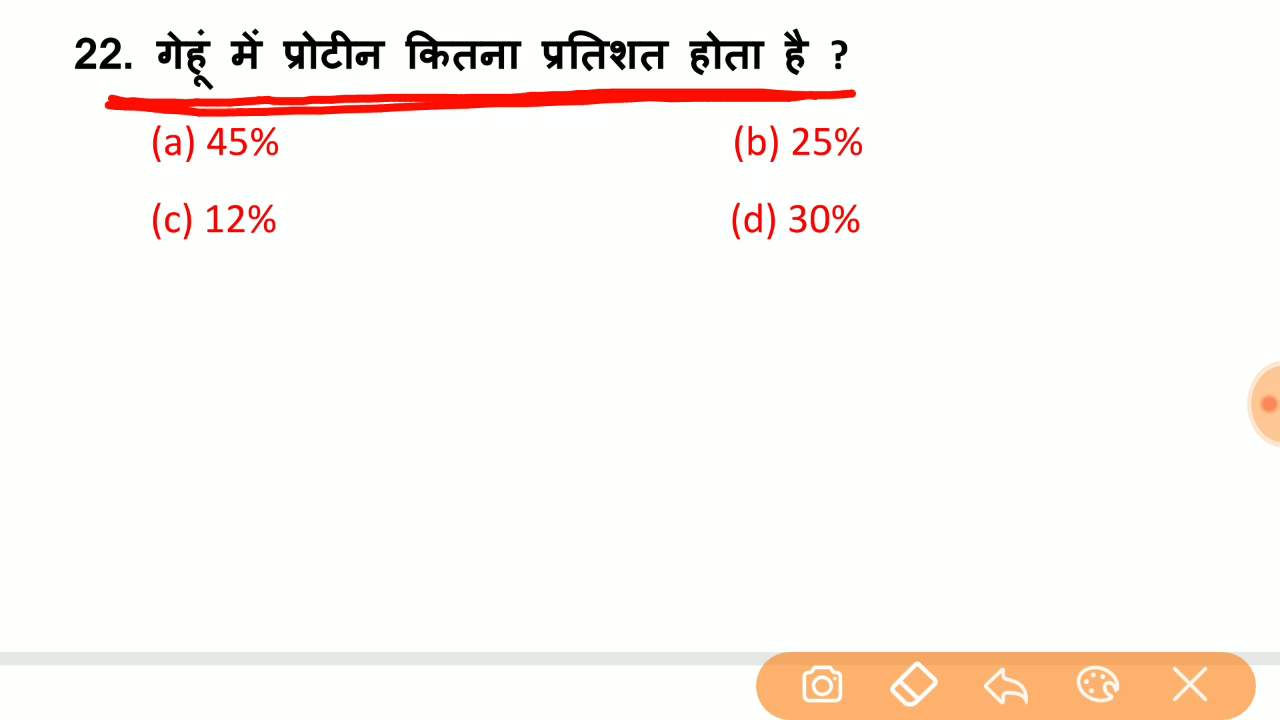 22. गेहूं में प्रोटीन कितना प्रतिशत होता है ?
(a) 45% (b) 25%
(c) 12% (d) 30%